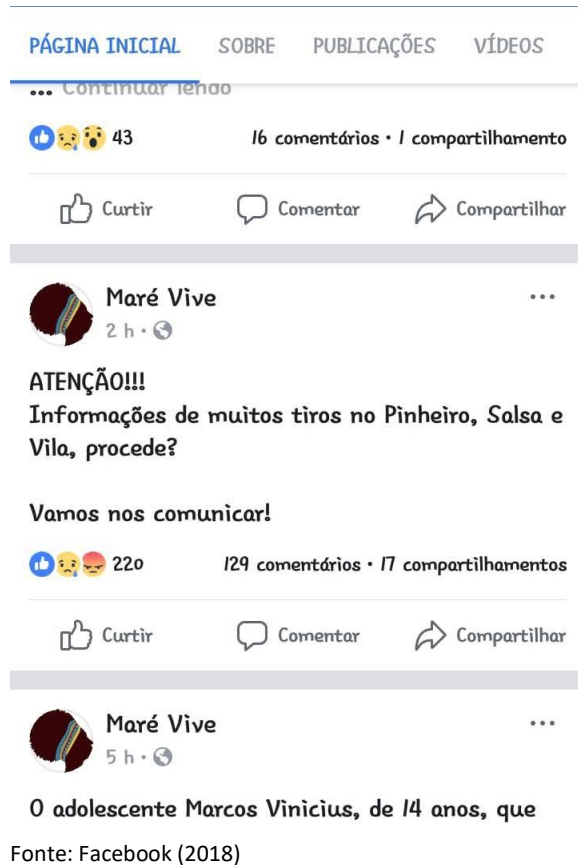 PÁGINA INICIAL SOBRE PUBLICAÇÕES VÍDEOS
... Continuar lendo
43 16 comentários • 1 compartilhamento
Curtir Comentar Compartilhar
Maré Vive
2 h •
ATENÇÃO!!!
Informações de muitos tiros no Pinheiro, Salsa e
Vila, procede?
Vamos nos comunicar!
220 129 comentários • 17 compartilhamentos
Curtir Comentar Compartilhar
Maré Vive
5 h •
O adolescente Marcos Vinicius, de 14 anos, que
Fonte: Facebook (2018)